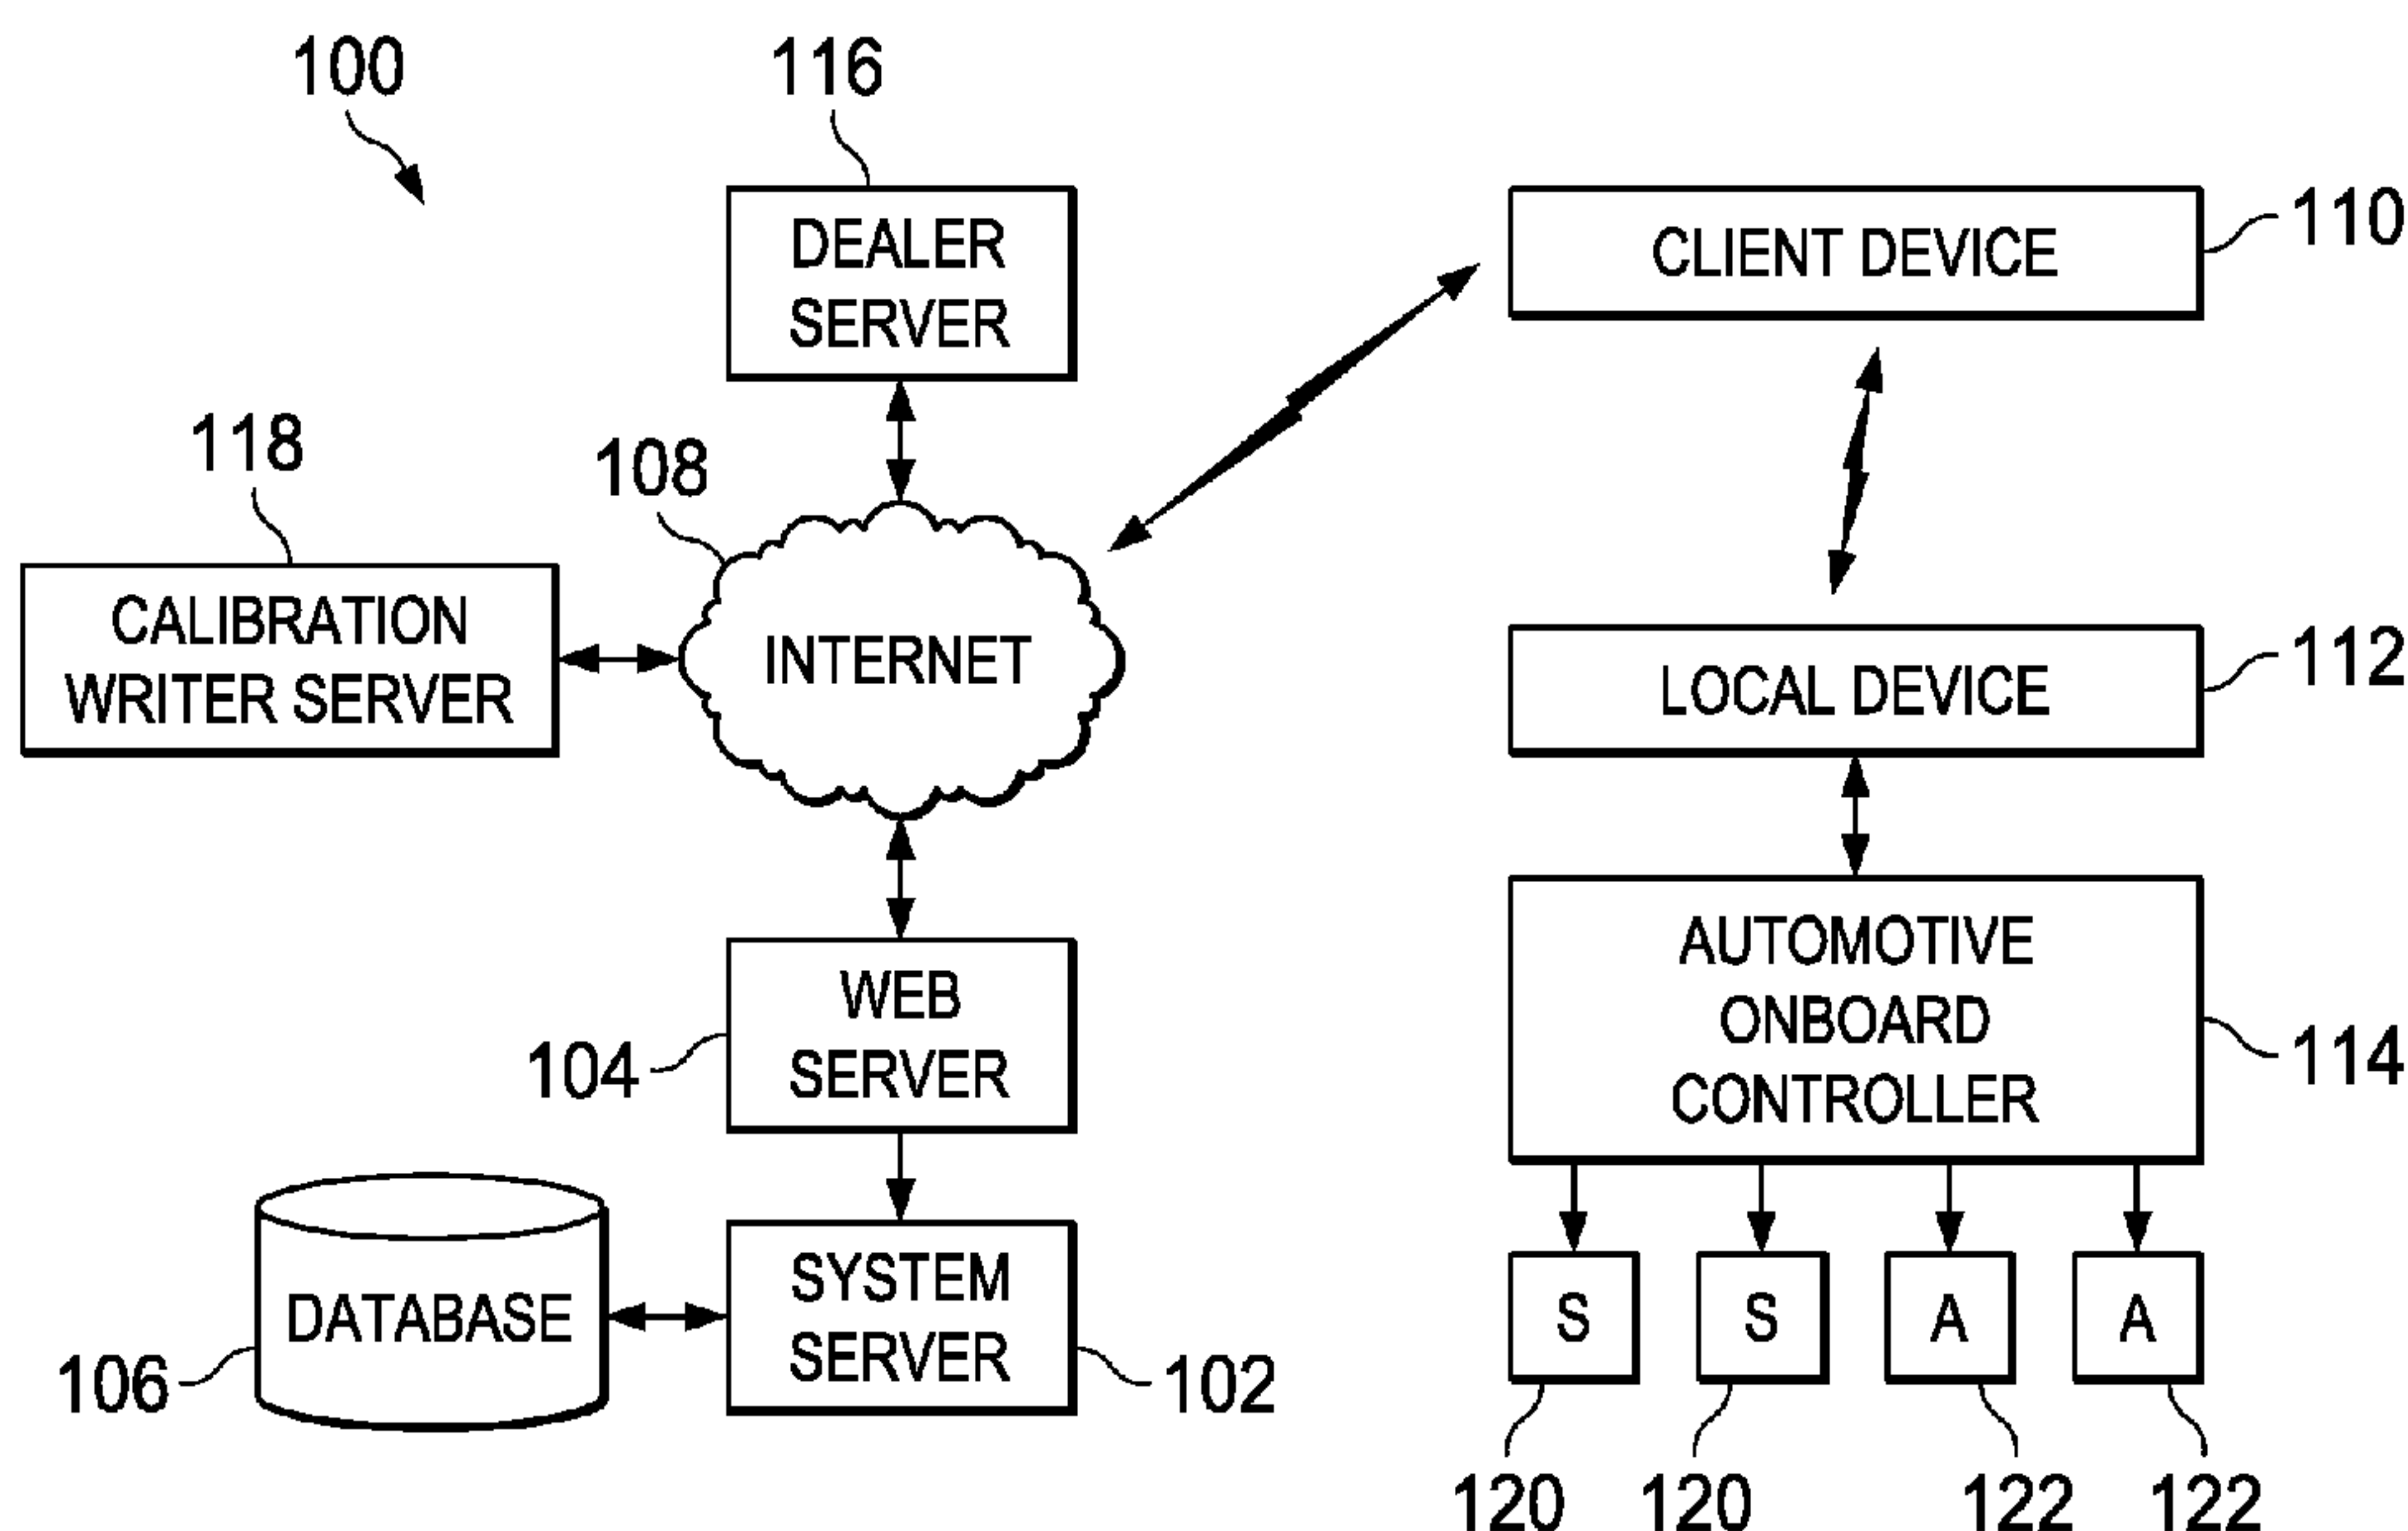 100
116
DEALER
SERVER
CLIENT DEVICE
110
118
108
CALIBRATION
WRITER SERVER
INTERNET
LOCAL DEVICE
112
WEB
SERVER
104
AUTOMOTIVE
ONBOARD
CONTROLLER
114
DATABASE
106
SYSTEM
SERVER
102
S
S
A
A
120
120
122
122